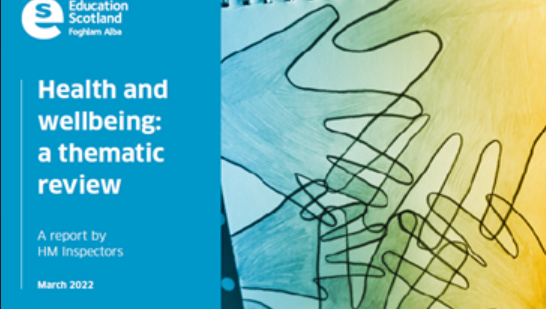 Education
Scotland
Foghlam Alba
Health and
wellbeing:
a thematic
review
A report by
HM Inspectors
March 2022